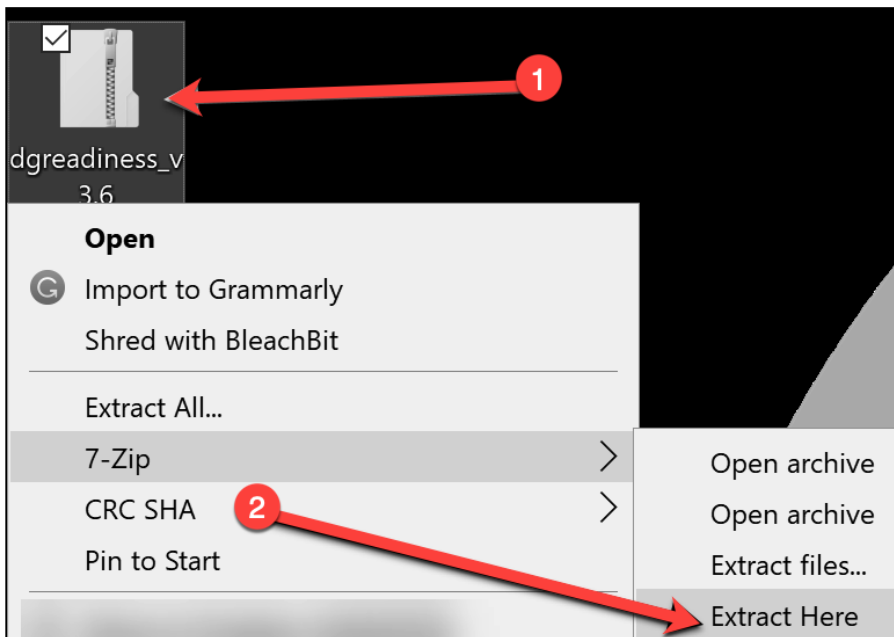 1
dgreadiness_v
3.6
Open
Import to Grammarly
Shred with BleachBit
Extract All...
7-Zip
CRC SHA
2
Pin to Start
Open archive
Open archive
Extract files...
Extract Here